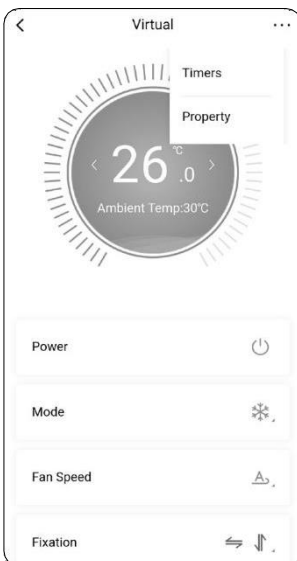 Virtual
Timers
Property
26.0 ℃
Ambient Temp:30℃
Power
Mode
Fan Speed
A
Fixation